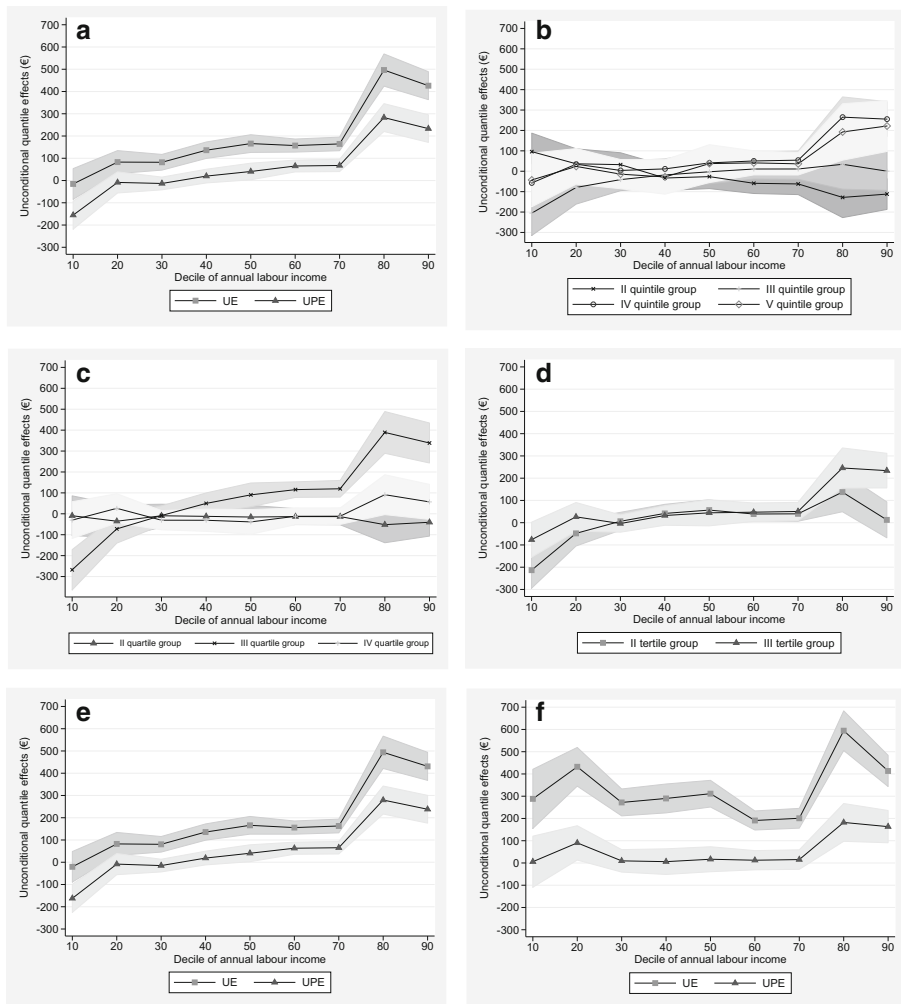 a
Unconditional quantile effects (€)
700
600
500
400
300
200
100
0
-100
-200
-300
10 20 30 40 50 60 70 80 90
Decile of annual labour income
UE UPE
b
Unconditional quantile effects (€)
700
600
500
400
300
200
100
0
-100
-200
-300
10 20 30 40 50 60 70 80 90
Decile of annual labour income
II quintile group III quintile group
IV quintile group V quintile group
c
Unconditional quantile effects (€)
700
600
500
400
300
200
100
0
-100
-200
-300
10 20 30 40 50 60 70 80 90
Decile of annual labour income
II quartile group III quartile group IV quartile group
d
Unconditional quantile effects (€)
700
600
500
400
300
200
100
0
-100
-200
-300
10 20 30 40 50 60 70 80 90
Decile of annual labour income
II tertile group III tertile group
e
Unconditional quantile effects (€)
700
600
500
400
300
200
100
0
-100
-200
-300
10 20 30 40 50 60 70 80 90
Decile of annual labour income
UE UPE
f
Unconditional quantile effects (€)
700
600
500
400
300
200
100
0
-100
-200
-300
10 20 30 40 50 60 70 80 90
Decile of annual labour income
UE UPE